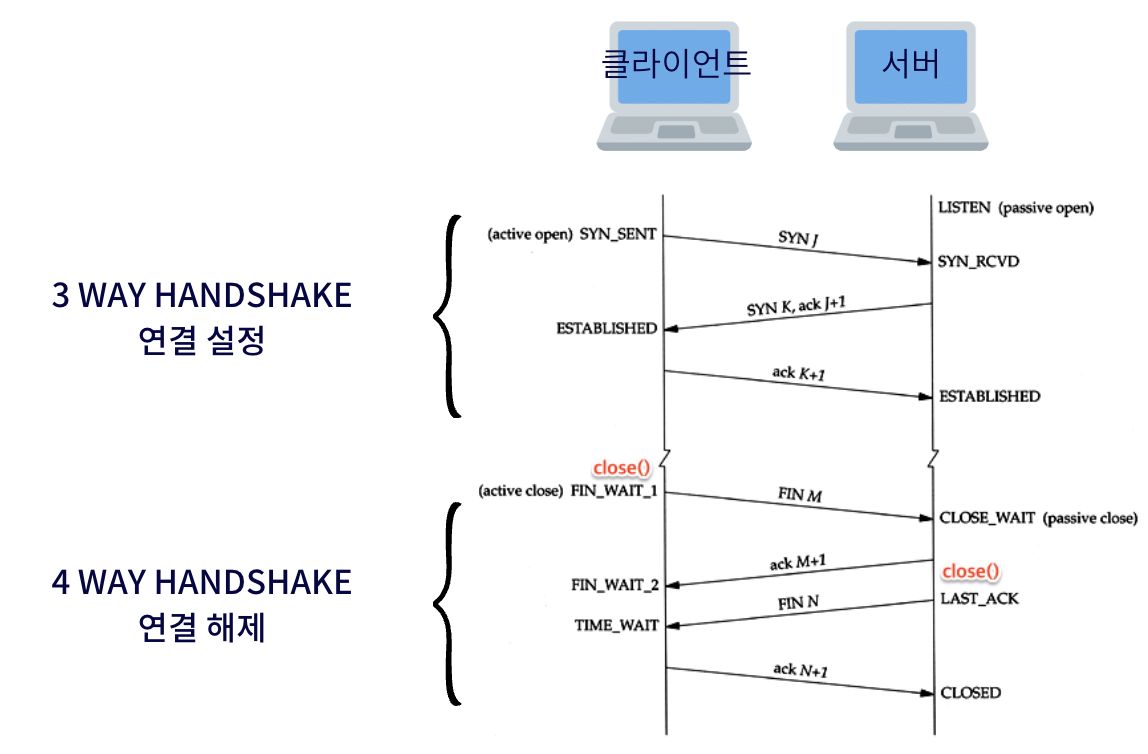 클라이언트
서버
LISTEN (passive open)
(active open) SYN_SENT
SYN J
SYN_RCVD
3 WAY HANDSHAKE
연결 설정
SYN K, ack J+1
ESTABLISHED
ack K+1
ESTABLISHED
close()
(active close) FIN_WAIT_1
FIN M
CLOSE_WAIT (passive close)
4 WAY HANDSHAKE
연결 해제
ack M+1
close()
FIN_WAIT_2
FIN N
LAST_ACK
TIME_WAIT
ack N+1
CLOSED